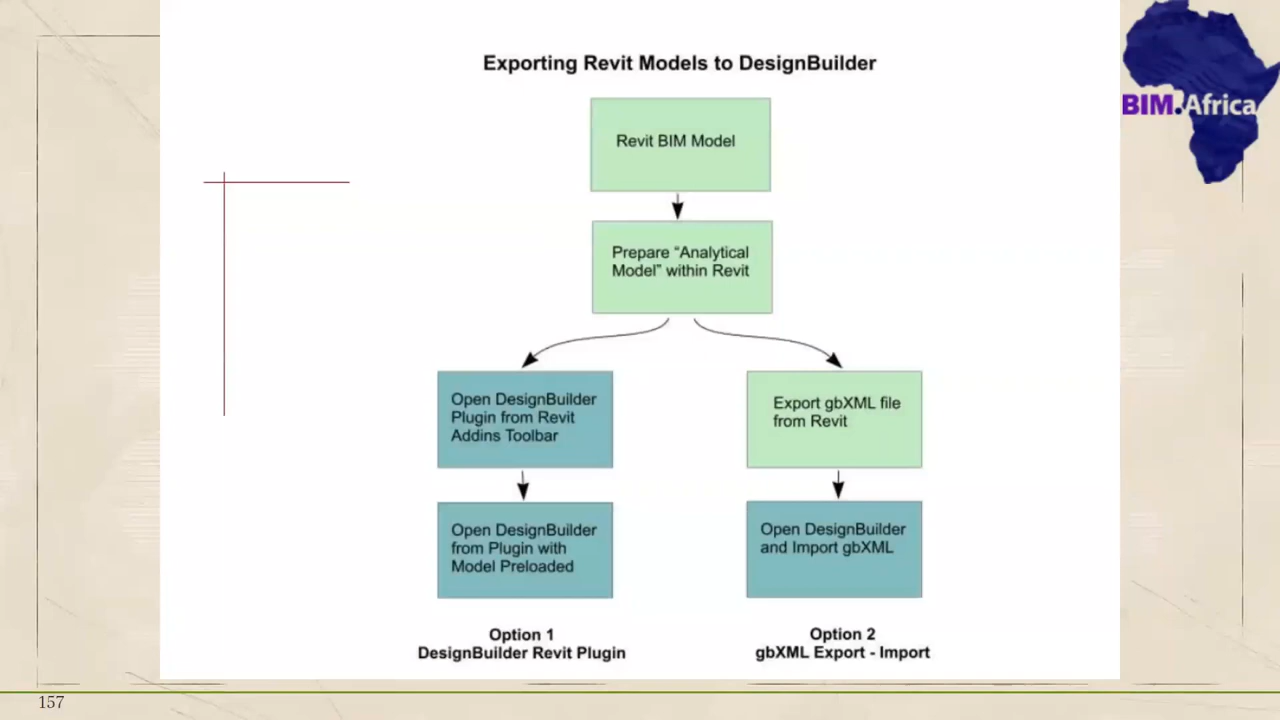 Exporting Revit Models to DesignBuilder
BIM.Africa
Revit BIM Model
Prepare “Analytical
Model” within Revit
Open DesignBuilder
Plugin from Revit
Addins Toolbar
Export gbXML file
from Revit
Open DesignBuilder
from Plugin with
Model Preloaded
Open DesignBuilder
and Import gbXML
Option 1
DesignBuilder Revit Plugin
Option 2
gbXML Export - Import
157